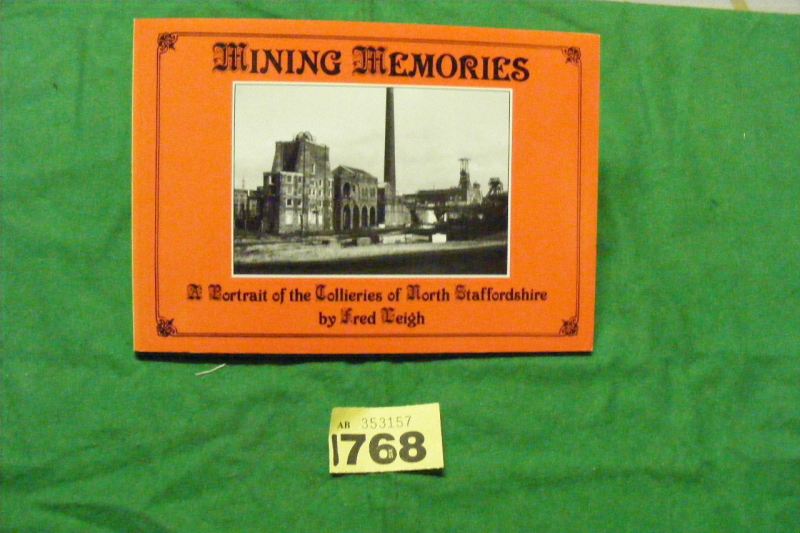 MINING MEMORIES
A Portrait of the Collieries of North Staffordshire
by Fred Leigh
AB 353157
1768